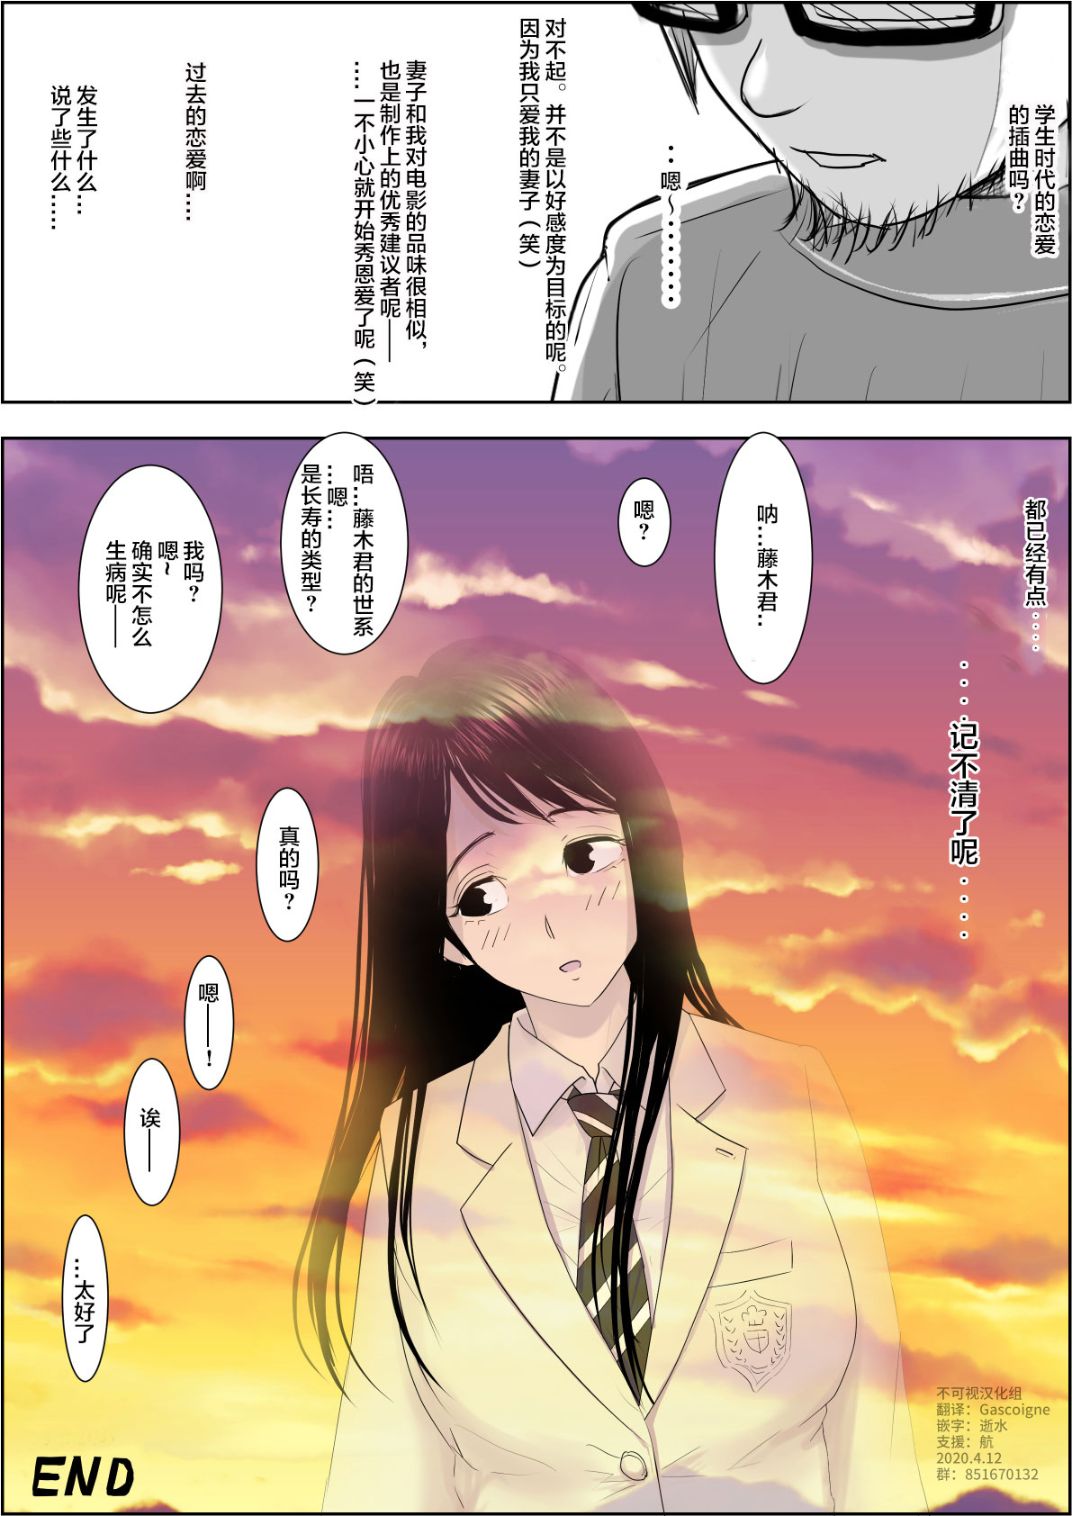 学生时代的恋爱
的插曲吗?
..嗯~..........
对不起。并不是以好感度为目标的呢。
因为我只爱我的妻子(笑)
妻子和我对电影的品味很相似，
也是制作上的优秀建议者呢——
....一不小心就开始秀恩爱了呢(笑)
过去的恋爱啊....
发生了什么...
说了些什么......
都已经有点.....
....记不清了呢....
呐...藤木君..
嗯?
唔...藤木君的世系
...嗯...
是长寿的类型?
我吗?
嗯~
确实不怎么
生病呢——
真的吗?
嗯——!
诶——
...太好了
END
不可视汉化组
翻译：Gascoigne
嵌字：逝水
支援：航
2020.4.12
群：851670132